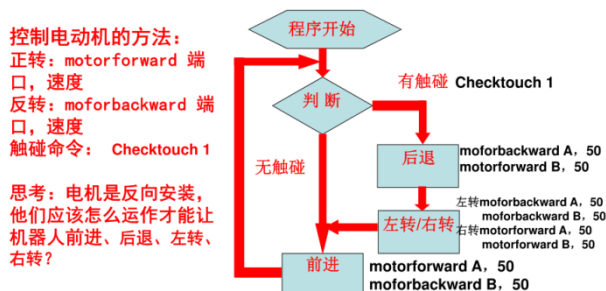 控制电动机的方法：
正转：motorforward 端
口，速度
反转：moforbackward 端
口，速度
触碰命令： Checktouch 1
思考：电机是反向安装，
他们应该怎么运作才能让
机器人前进、后退、左转、
右转？
程序开始
判 断
有触碰 Checktouch 1
无触碰
后退
moforbackward A，50
motorforward B，50
左转/右转
左转moforbackward A，50
moforbackward B，50
右转motorforward A，50
motorforward B，50
前进
motorforward A，50
moforbackward B，50